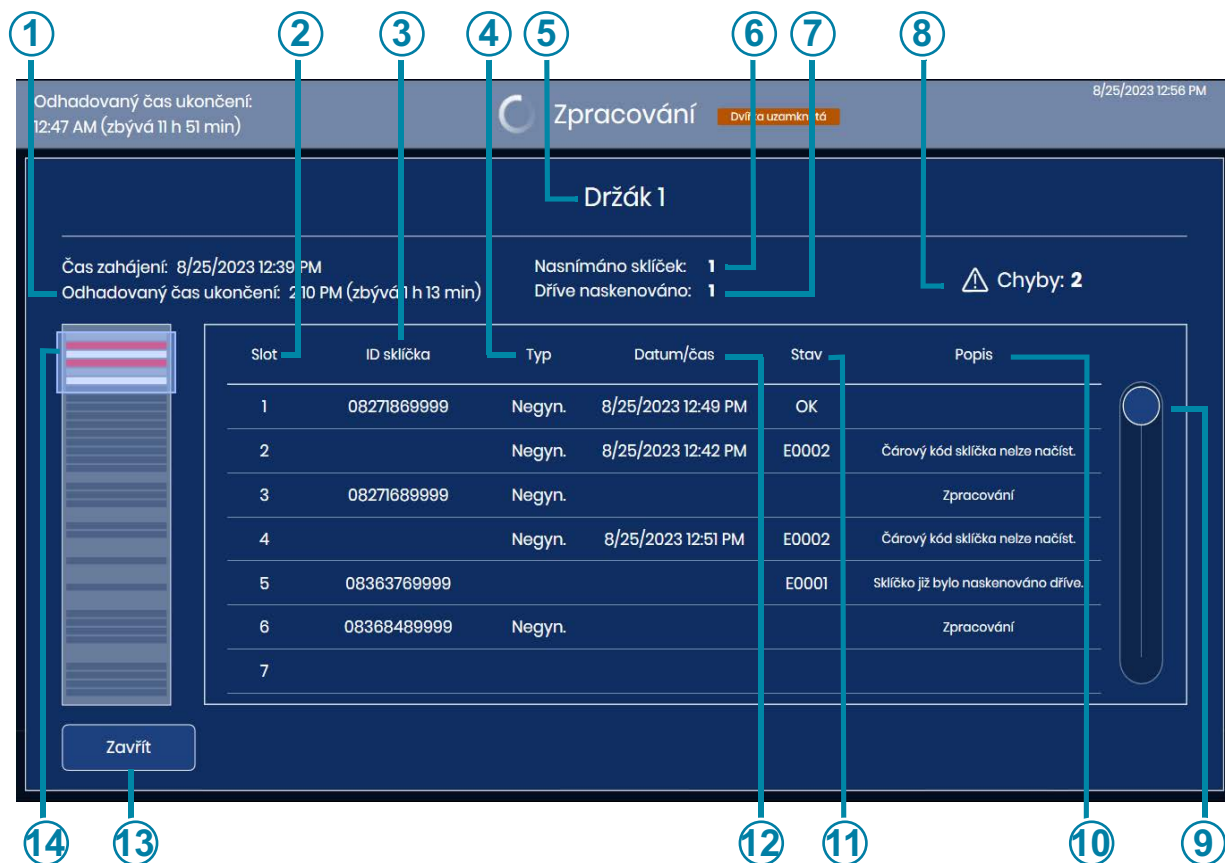 1 2 3 4 5 6 7 8
Odhadovaný čas ukončení:
12:47 AM (zbývá 11 h 51 min)
Zpracování
Dvířka uzamknutá
8/25/2023 12:56 PM
Držák 1
Čas zahájení: 8/25/2023 12:39 PM
Odhadovaný čas ukončení: 2:10 PM (zbývá 1 h 13 min)
Nasnímáno sklíček: 1
Dříve naskenováno: 1
Chyby: 2
Slot ID sklíčka Typ Datum/čas Stav Popis
1 08271869999 Negyn. 8/25/2023 12:49 PM OK
2 Negyn. 8/25/2023 12:42 PM E0002 Čárový kód sklíčka nelze načíst.
3 08271689999 Negyn. Zpracování
4 Negyn. 8/25/2023 12:51 PM E0002 Čárový kód sklíčka nelze načíst.
5 08363769999 E0001 Sklíčko již bylo naskenováno dříve.
6 08368489999 Negyn. Zpracování
7
Zavřít
14 13 12 11 10 9